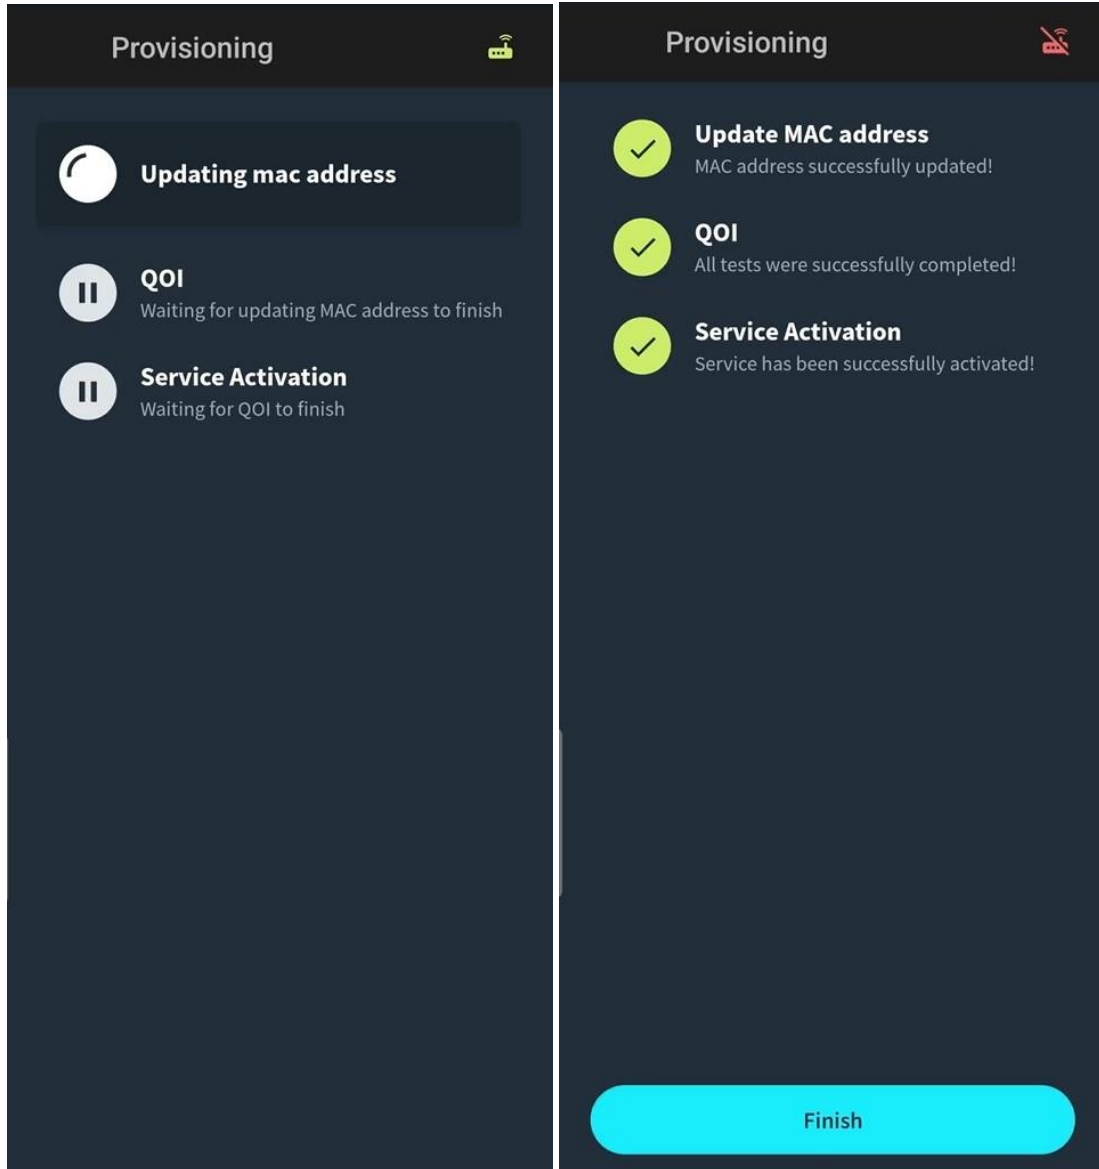 Provisioning
Updating mac address
QOI
Waiting for updating MAC address to finish
Service Activation
Waiting for QOI to finish
Provisioning
Update MAC address
MAC address successfully updated!
QOI
All tests were successfully completed!
Service Activation
Service has been successfully activated!
Finish